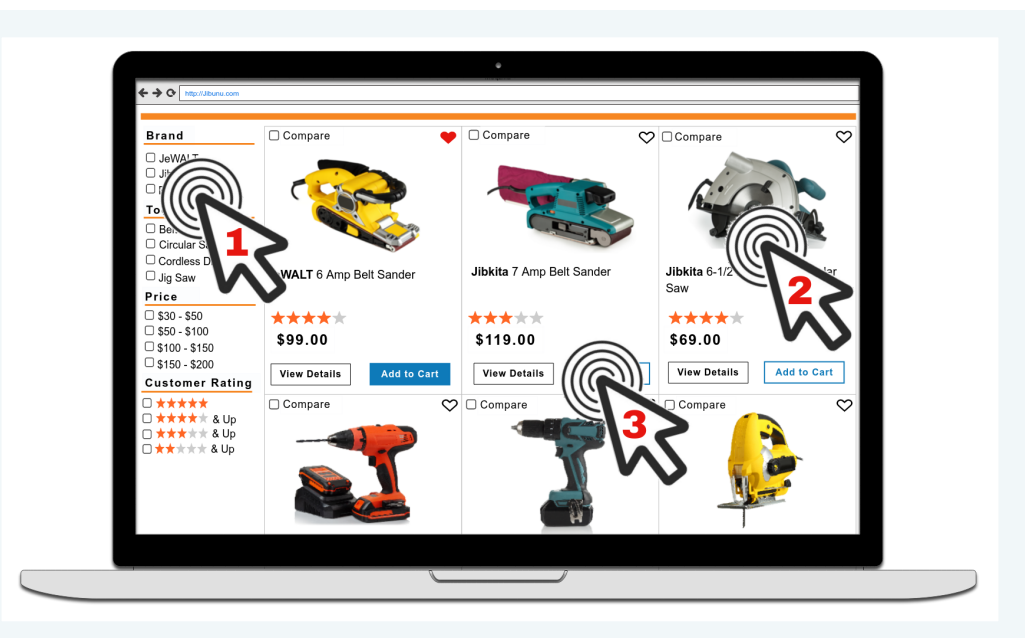 http://Jibunu.com
Brand
JeWALT
To
Circular
Cordless D
Jig Saw
Price
$30 - $50
$50 - $100
$100 - $150
$150 - $200
Customer Rating
& Up
& Up
& Up
Compare
WALT 6 Amp Belt Sander
$99.00
View Details
Add to Cart
Compare
Jibkita 7 Amp Belt Sander
$119.00
View Details
Compare
Jibkita 6-1/2
Saw
$69.00
View Details
Add to Cart
Compare
Compare
Compare
1
2
3